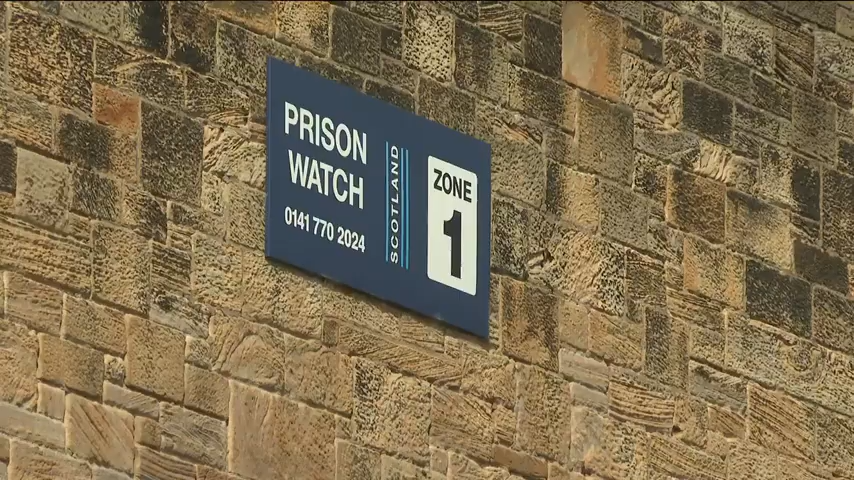 PRISON
WATCH
0141 770 2024
SCOTLAND
ZONE
1